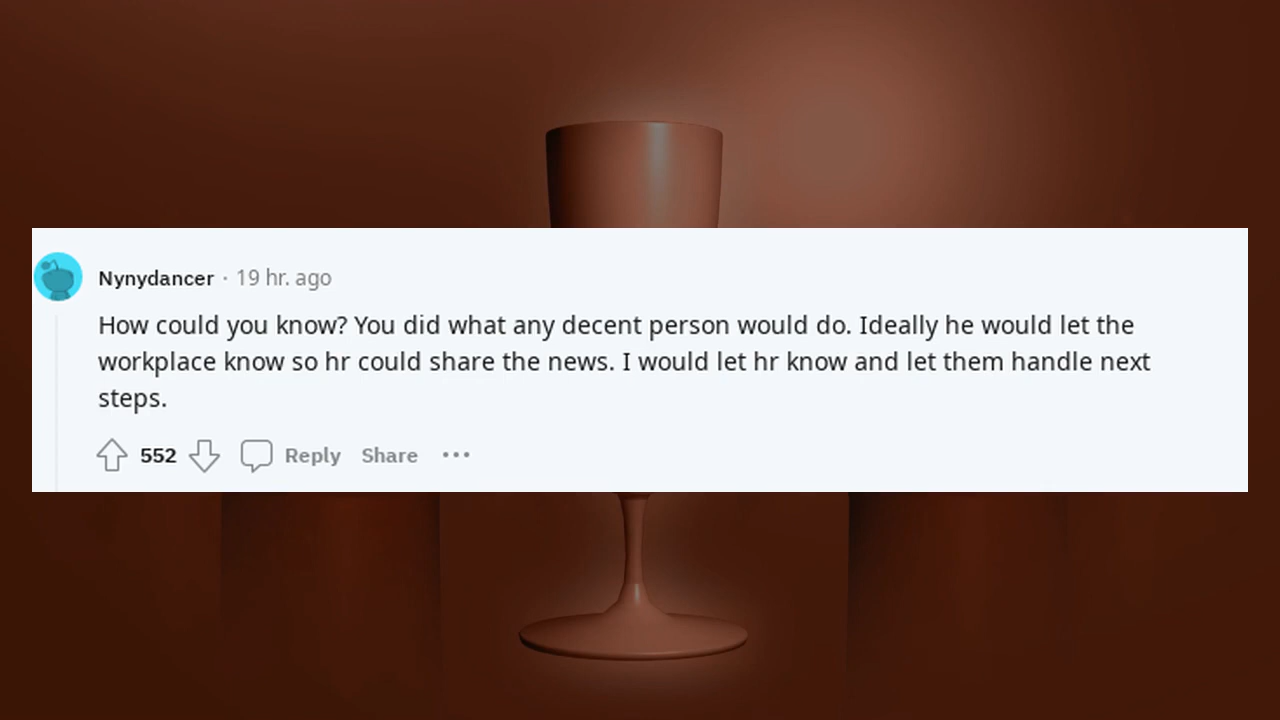 Nynydancer · 19 hr. ago
How could you know? You did what any decent person would do. Ideally he would let the
workplace know so hr could share the news. I would let hr know and let them handle next
steps.
552 Reply Share ···